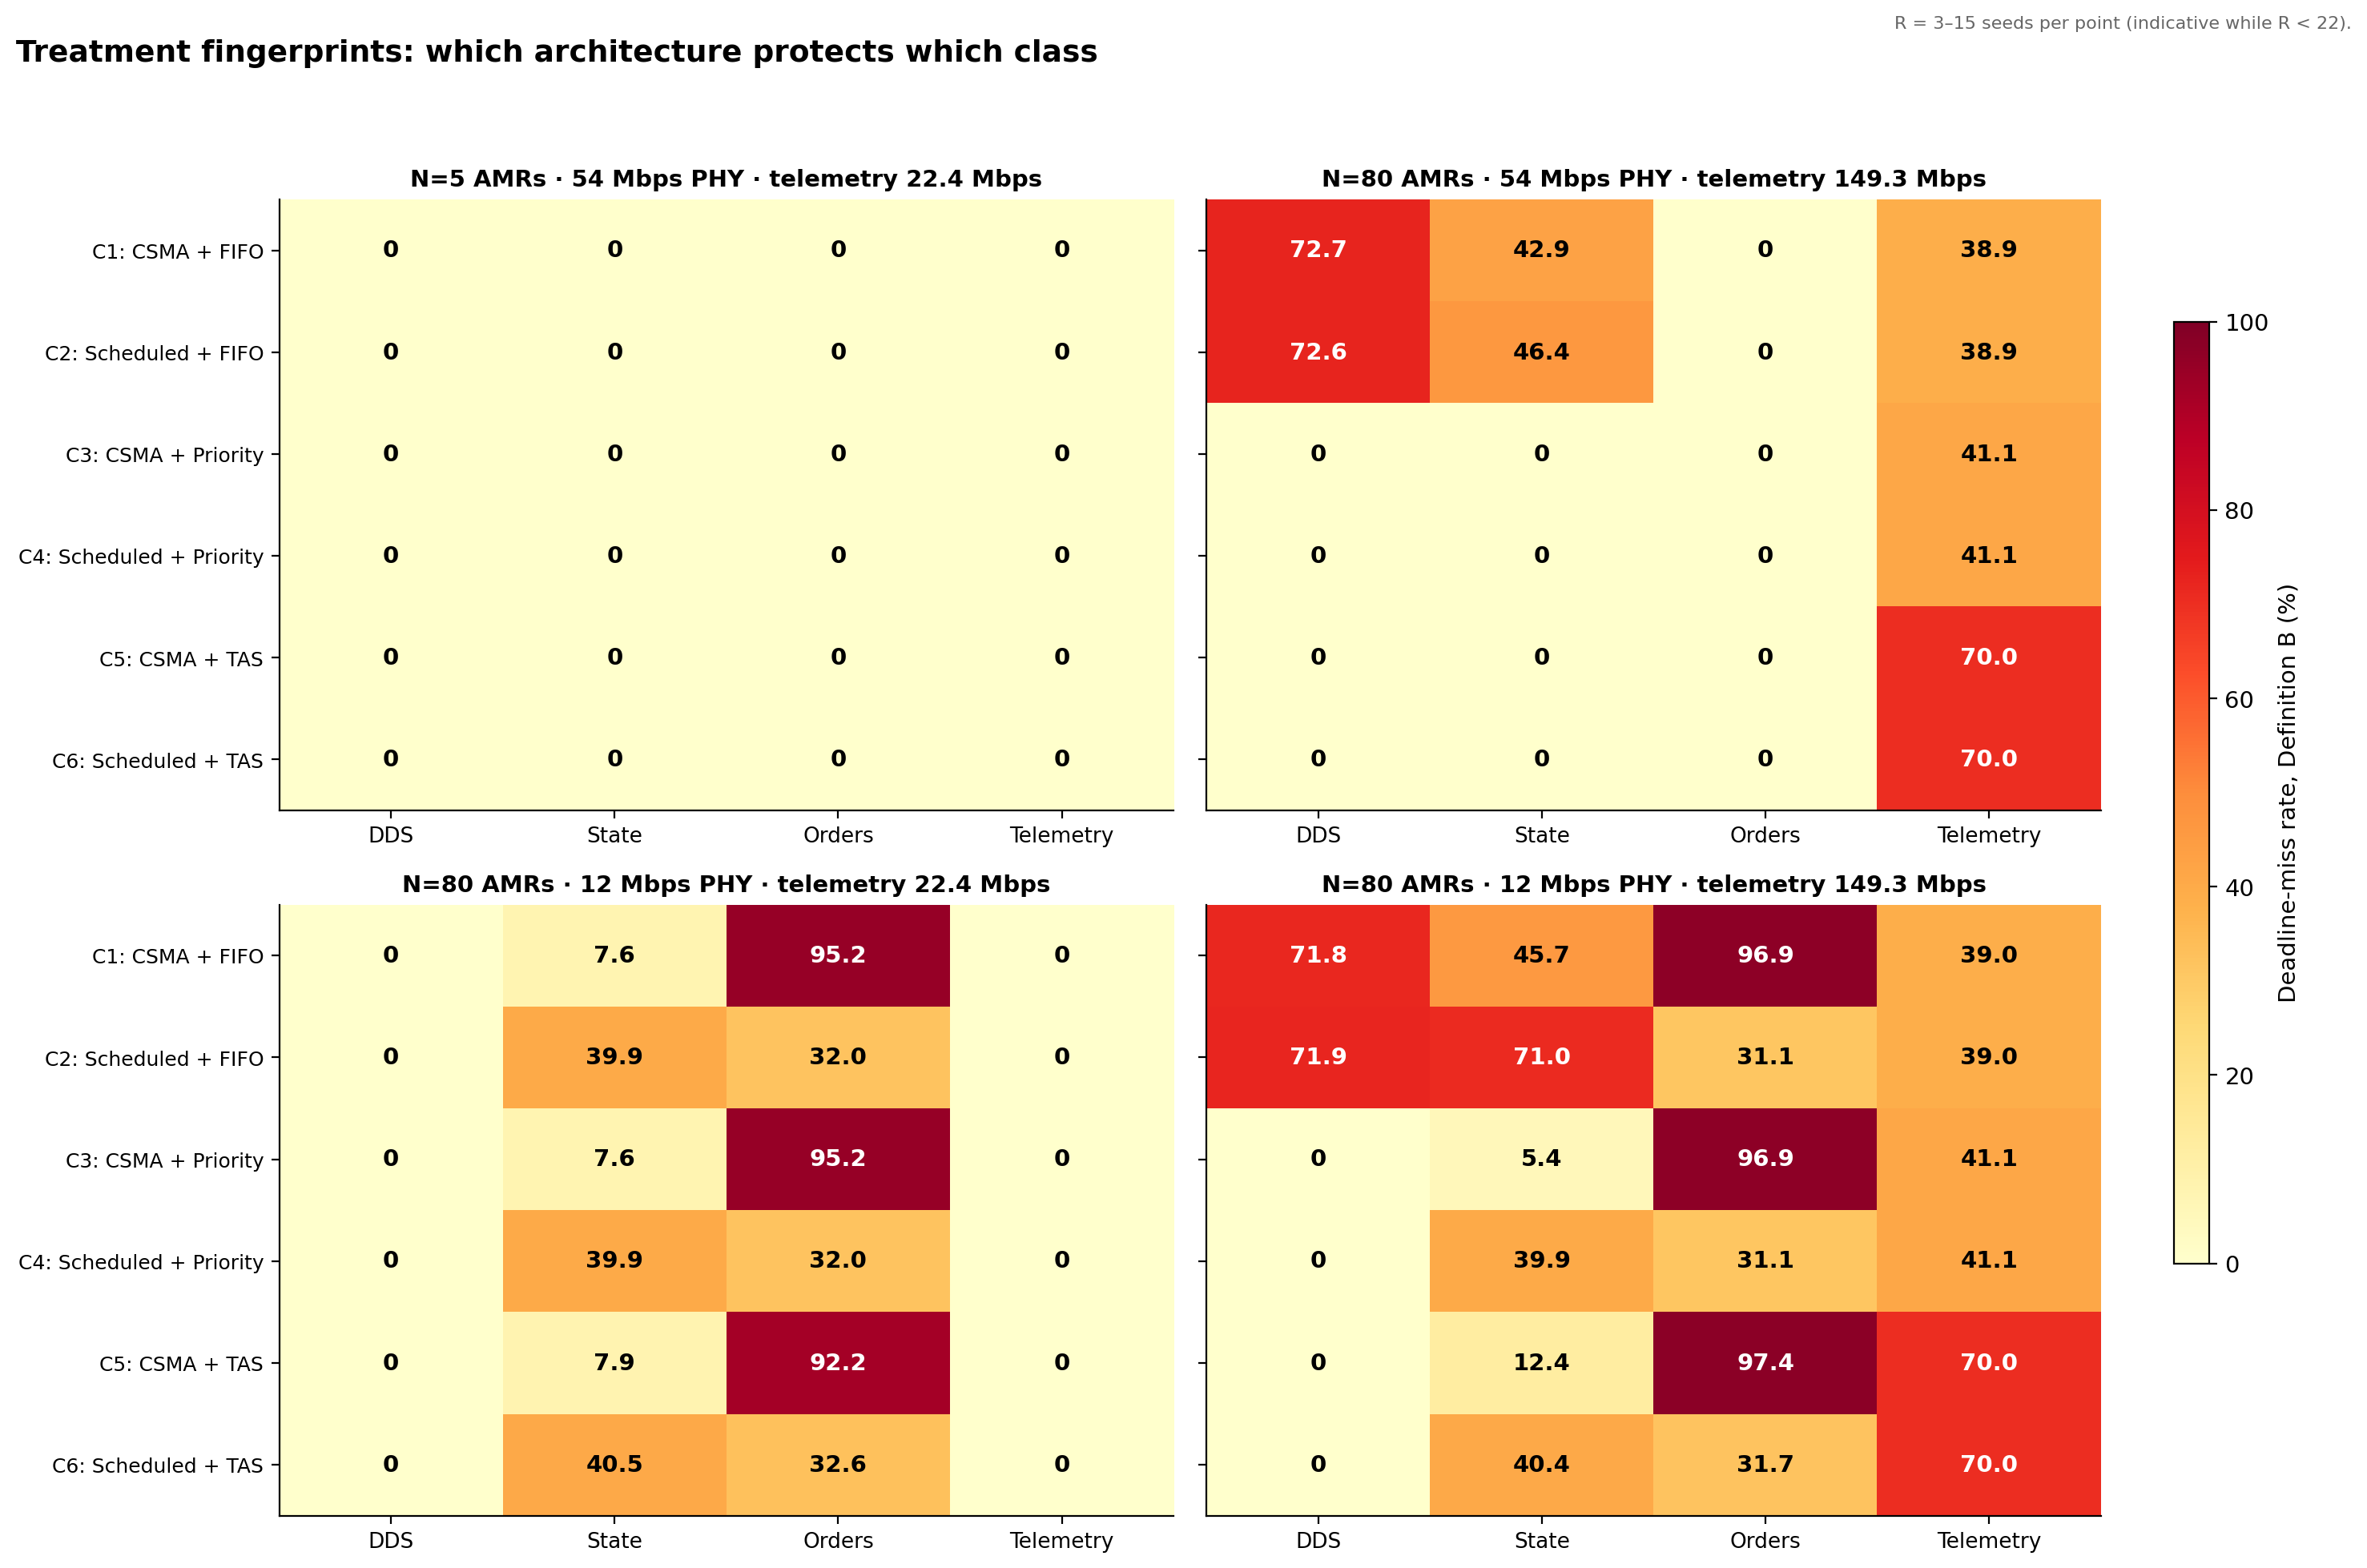 R = 3–15 seeds per point (indicative while R < 22).
Treatment fingerprints: which architecture protects which class
N=5 AMRs · 54 Mbps PHY · telemetry 22.4 Mbps
C1: CSMA + FIFO 0 0 0 0
C2: Scheduled + FIFO 0 0 0 0
C3: CSMA + Priority 0 0 0 0
C4: Scheduled + Priority 0 0 0 0
C5: CSMA + TAS 0 0 0 0
C6: Scheduled + TAS 0 0 0 0
DDS State Orders Telemetry
N=80 AMRs · 54 Mbps PHY · telemetry 149.3 Mbps
72.7 42.9 0 38.9
72.6 46.4 0 38.9
0 0 0 41.1
0 0 0 41.1
0 0 0 70.0
0 0 0 70.0
DDS State Orders Telemetry
N=80 AMRs · 12 Mbps PHY · telemetry 22.4 Mbps
C1: CSMA + FIFO 0 7.6 95.2 0
C2: Scheduled + FIFO 0 39.9 32.0 0
C3: CSMA + Priority 0 7.6 95.2 0
C4: Scheduled + Priority 0 39.9 32.0 0
C5: CSMA + TAS 0 7.9 92.2 0
C6: Scheduled + TAS 0 40.5 32.6 0
DDS State Orders Telemetry
N=80 AMRs · 12 Mbps PHY · telemetry 149.3 Mbps
71.8 45.7 96.9 39.0
71.9 71.0 31.1 39.0
0 5.4 96.9 41.1
0 39.9 31.1 41.1
0 12.4 97.4 70.0
0 40.4 31.7 70.0
DDS State Orders Telemetry
100
80
60
40
20
0
Deadline-miss rate, Definition B (%)